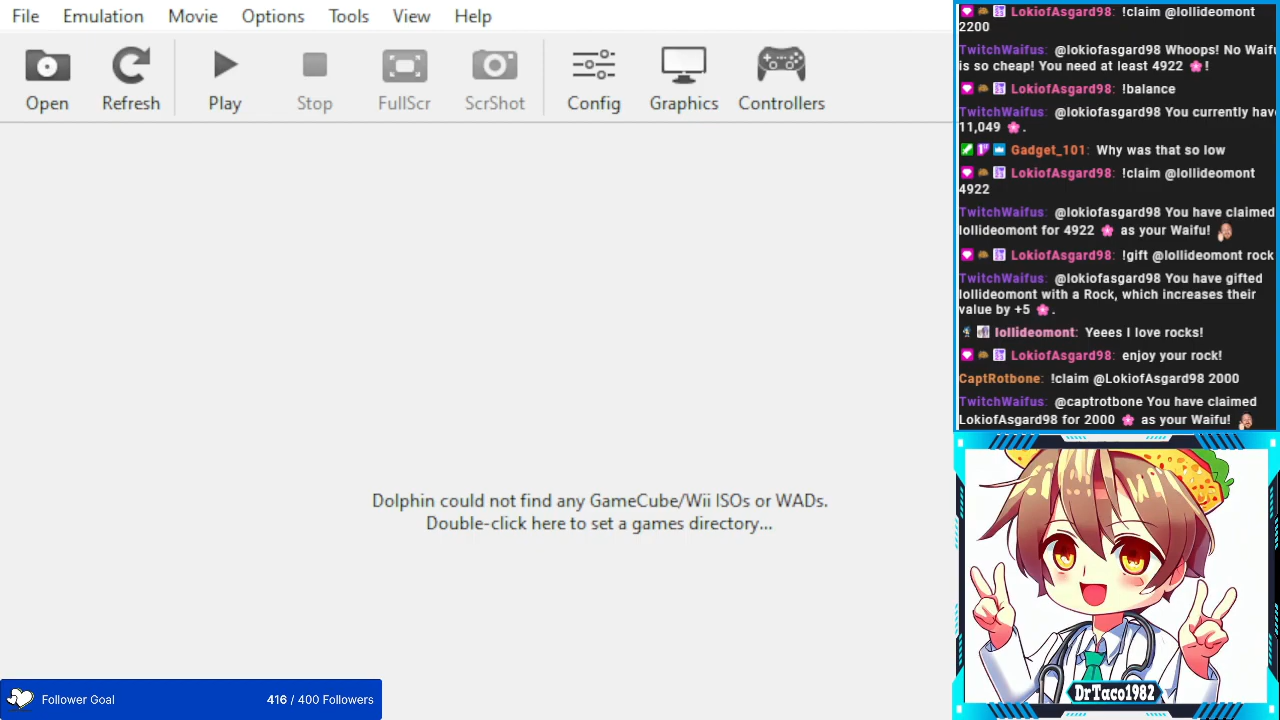 File Emulation Movie Options Tools View Help
Open Refresh Play Stop FullScr ScrShot Config Graphics Controllers
Dolphin could not find any GameCube/Wii ISOs or WADs.
Double-click here to set a games directory...
Follower Goal 416 / 400 Followers
LokiofAsgard98: !claim @lollideomont
2200
TwitchWaifus: @lokiofasgard98 Whoops! No Waifu
is so cheap! You need at least 4922 🌸!
LokiofAsgard98: !balance
TwitchWaifus: @lokiofasgard98 You currently have
11,049 🌸.
Gadget_101: Why was that so low
LokiofAsgard98: !claim @lollideomont
4922
TwitchWaifus: @lokiofasgard98 You have claimed
lollideomont for 4922 🌸 as your Waifu!
LokiofAsgard98: !gift @lollideomont rock
TwitchWaifus: @lokiofasgard98 You have gifted
lollideomont with a Rock, which increases their
value by +5 🌸.
lollideomont: Yeees I love rocks!
LokiofAsgard98: enjoy your rock!
CaptRotbone: !claim @LokiofAsgard98 2000
TwitchWaifus: @captrotbone You have claimed
LokiofAsgard98 for 2000 🌸 as your Waifu!
DrTaco1982